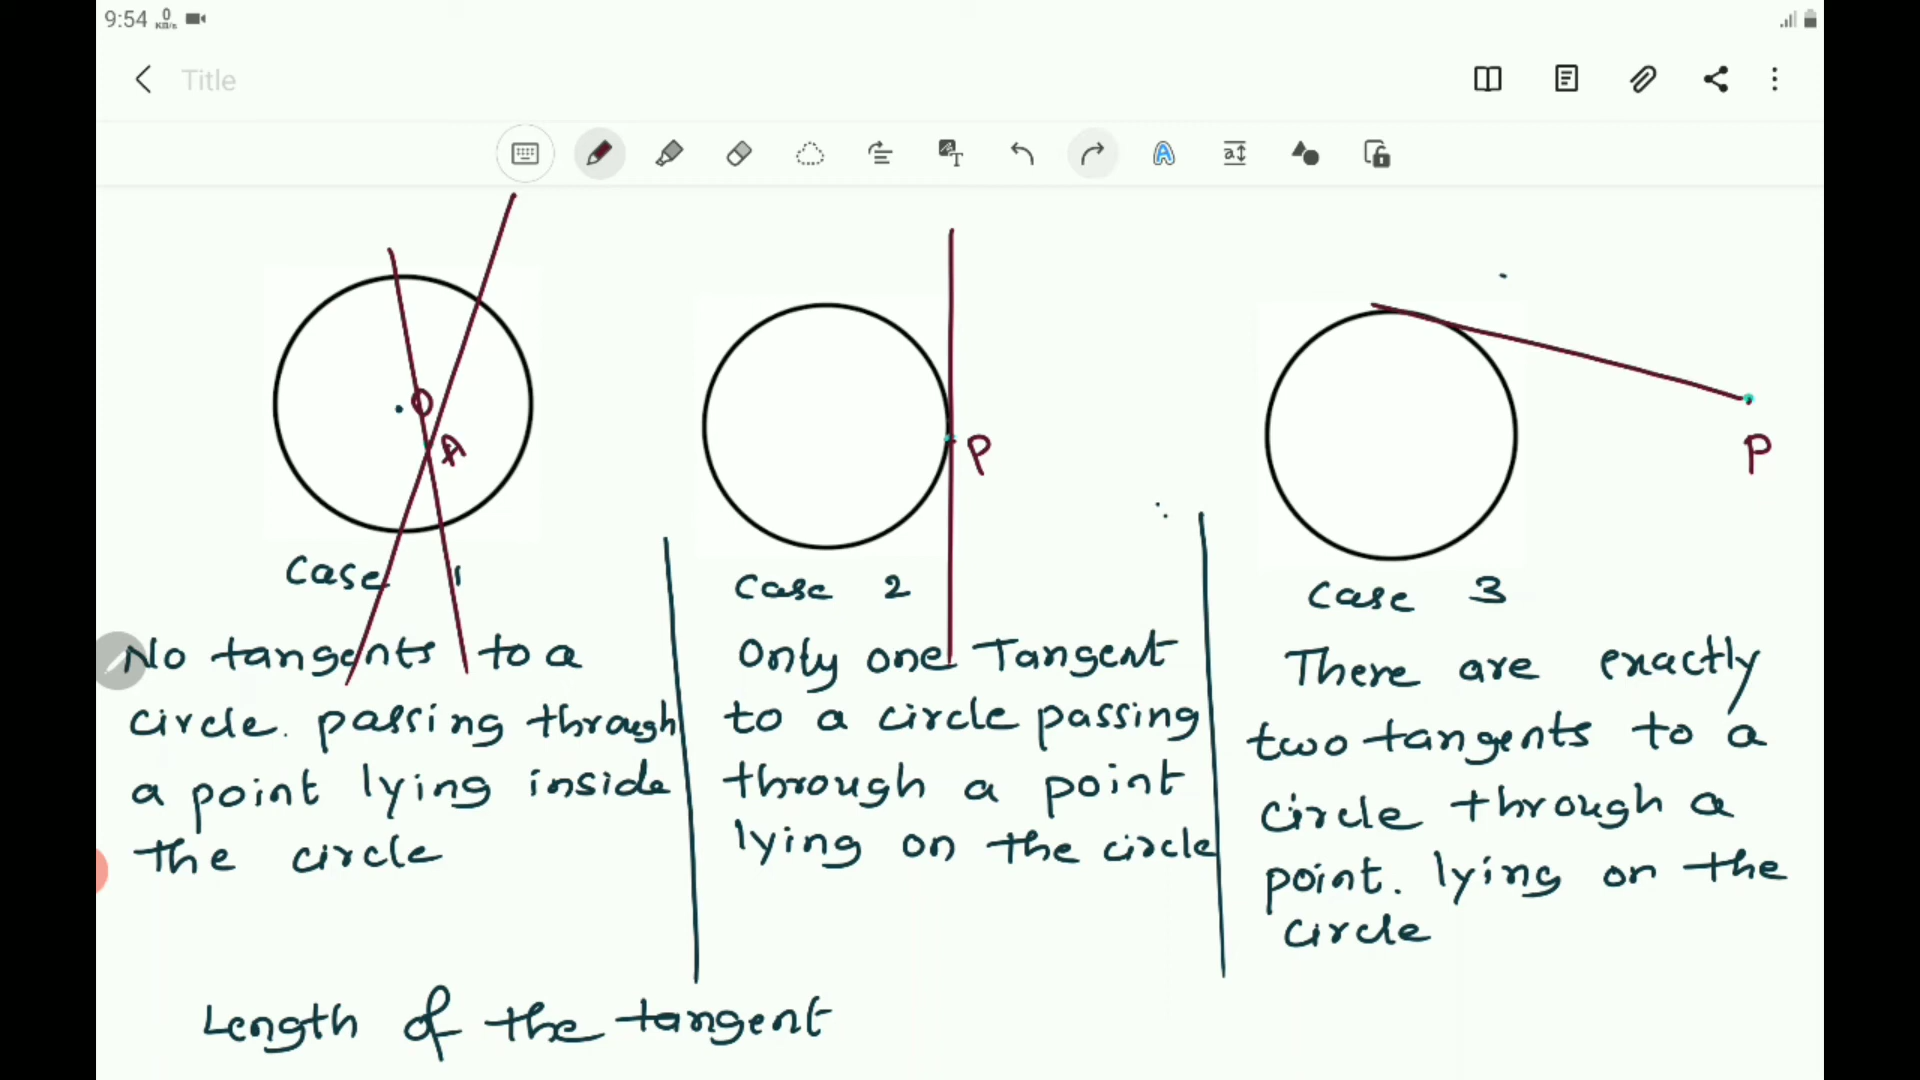 9:54 0 KB/s
Title
O
A
P
P
Case 1
No tangents to a
circle. passing through
a point lying inside
the circle
Case 2
Only one Tangent
to a circle passing
through a point
lying on the circle
Case 3
There are exactly
two tangents to a
circle through a
point. lying on the
circle
Length of the tangent